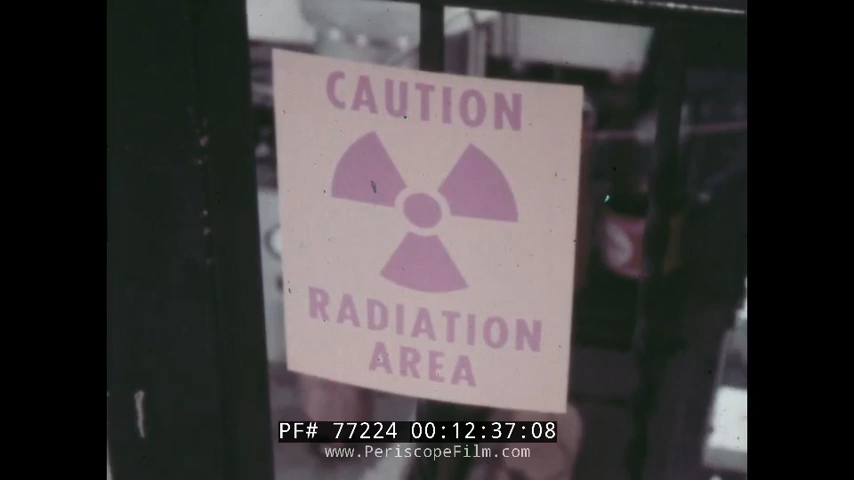 CAUTION
RADIATION
AREA
PF# 77224 00:12:37:08
www.PeriscopeFilm.com